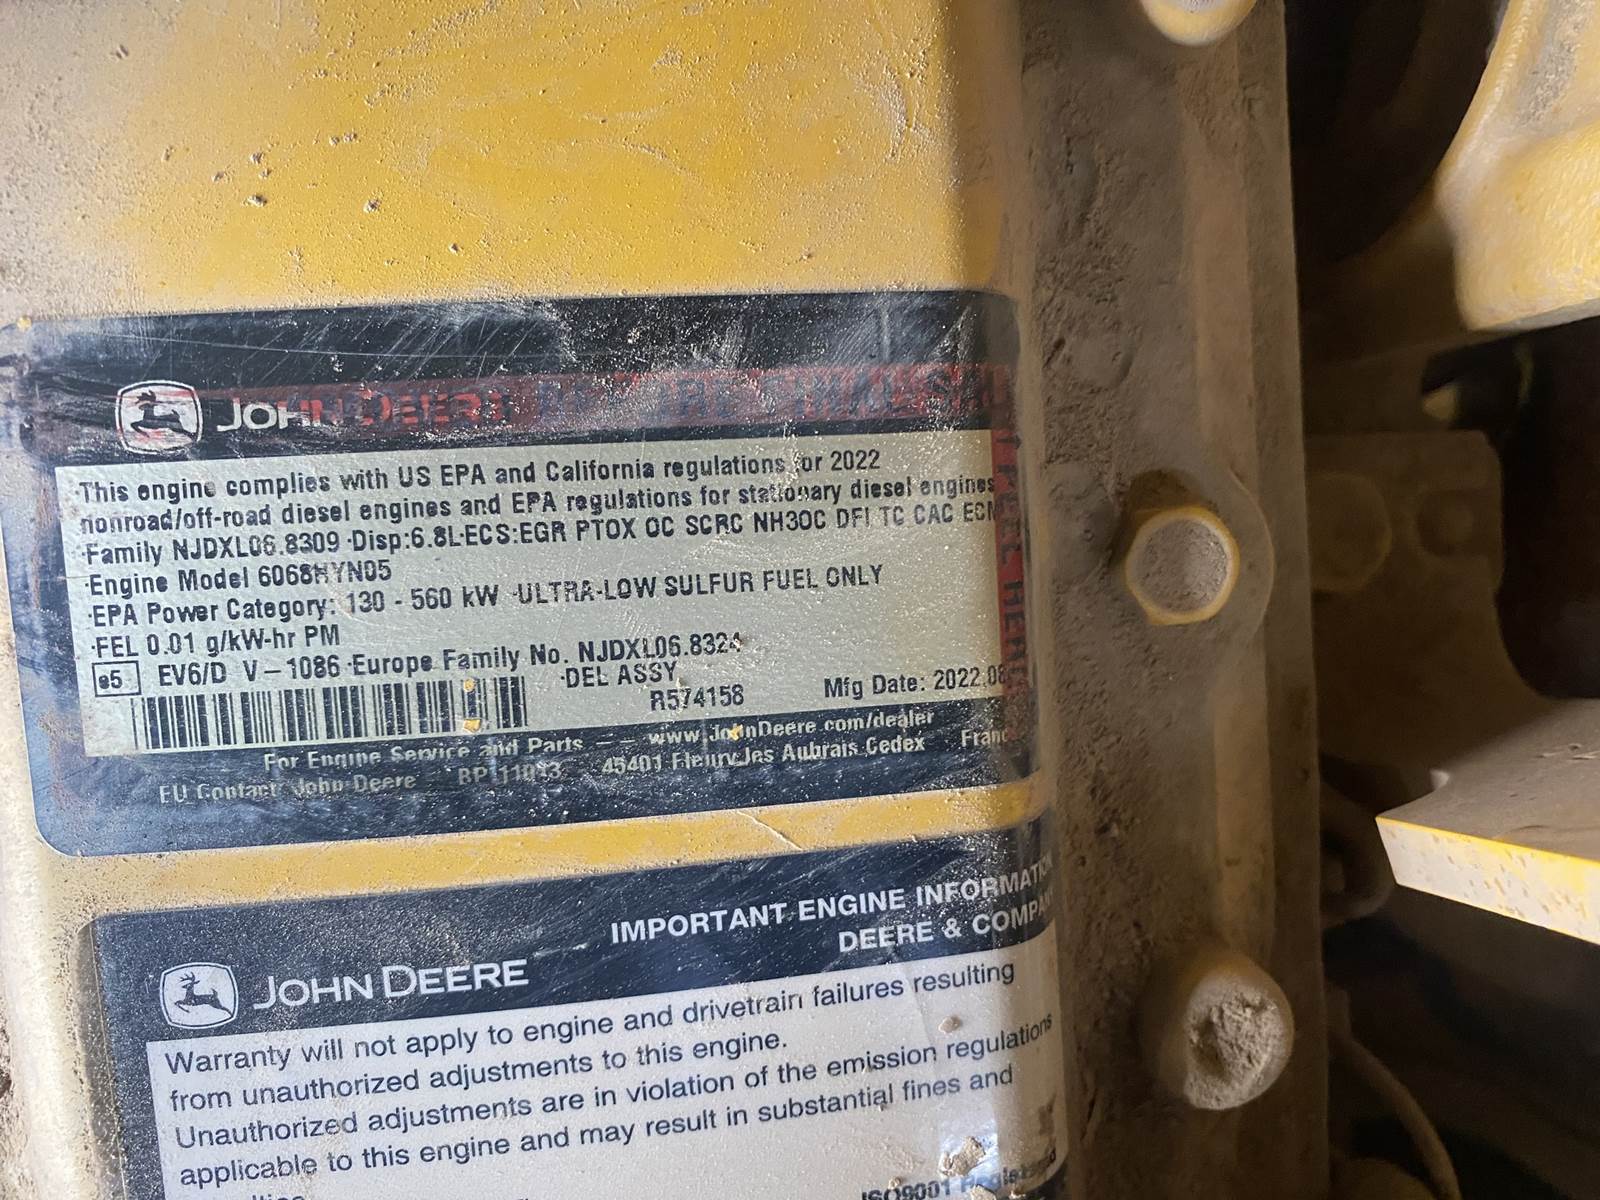 JOHN DEERE
This engine complies with US EPA and California regulations for 2022
nonroad/off-road diesel engines and EPA regulations for stationary diesel engines
·Family NJDXL06.8309 ·Disp:6.8L·ECS:EGR PTOX OC SCRC NH3OC DFI TC CAC ECM
·Engine Model 6068HYN05
·EPA Power Category: 130 - 560 kW ·ULTRA-LOW SULFUR FUEL ONLY
·FEL 0.01 g/kW-hr PM
e5 EV6/D V-1086 ·Europe Family No. NJDXL06.8324
·DEL ASSY
R574158 Mfg Date: 2022.08
For Engine Service and Parts -- www.JohnDeere.com/dealer
EU Contact: John Deere 45401 Fleury les Aubrais Cedex
PEEL HERE
IMPORTANT ENGINE INFORMATION
DEERE & COMPANY
JOHN DEERE
Warranty will not apply to engine and drivetrain failures resulting
from unauthorized adjustments to this engine.
Unauthorized adjustments are in violation of the emission regulations
applicable to this engine and may result in substantial fines and
ISO9001 Registered